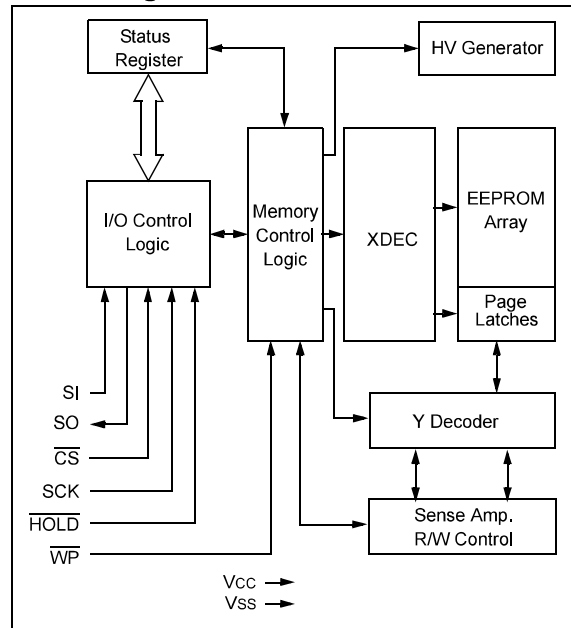 Status
Register
HV Generator
I/O Control
Logic
Memory
Control
Logic
XDEC
EEPROM
Array
Page
Latches
SI
SO
CS
SCK
HOLD
WP
Y Decoder
Sense Amp.
R/W Control
VCC
VSS